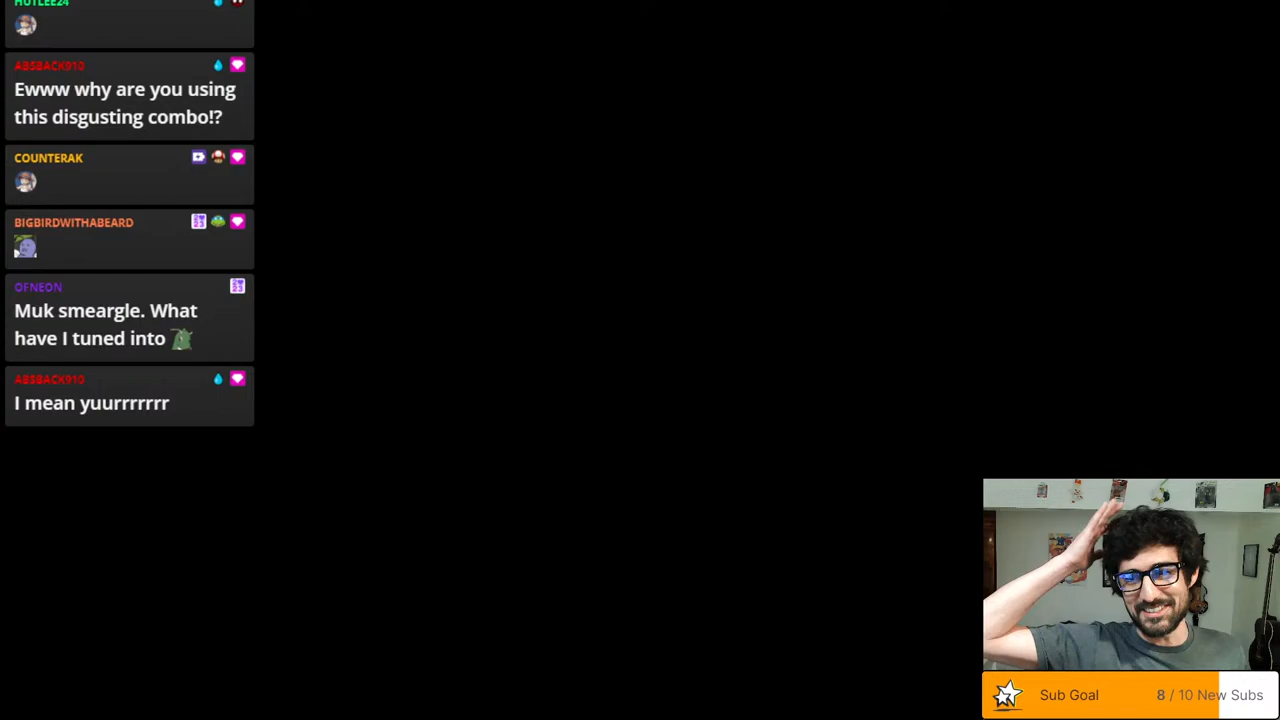 HUTLEE24
ABSBACK910
Ewww why are you using
this disgusting combo!?
COUNTERAK
BIGBIRDWITHABEARD
OFNEON
Muk smeargle. What
have I tuned into
ABSBACK910
I mean yuurrrrrrr
Sub Goal 8 / 10 New Subs